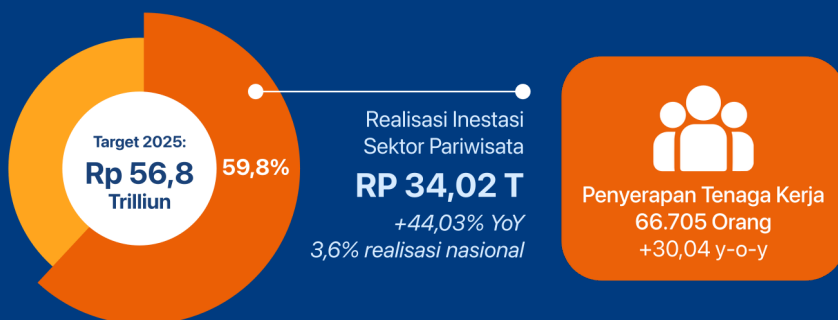 Target 2025:
Rp 56,8
Trilliun
59,8%
Realisasi Inestasi
Sektor Pariwisata
RP 34,02 T
+44,03% YoY
3,6% realisasi nasional
Penyerapan Tenaga Kerja
66.705 Orang
+30,04 y-o-y